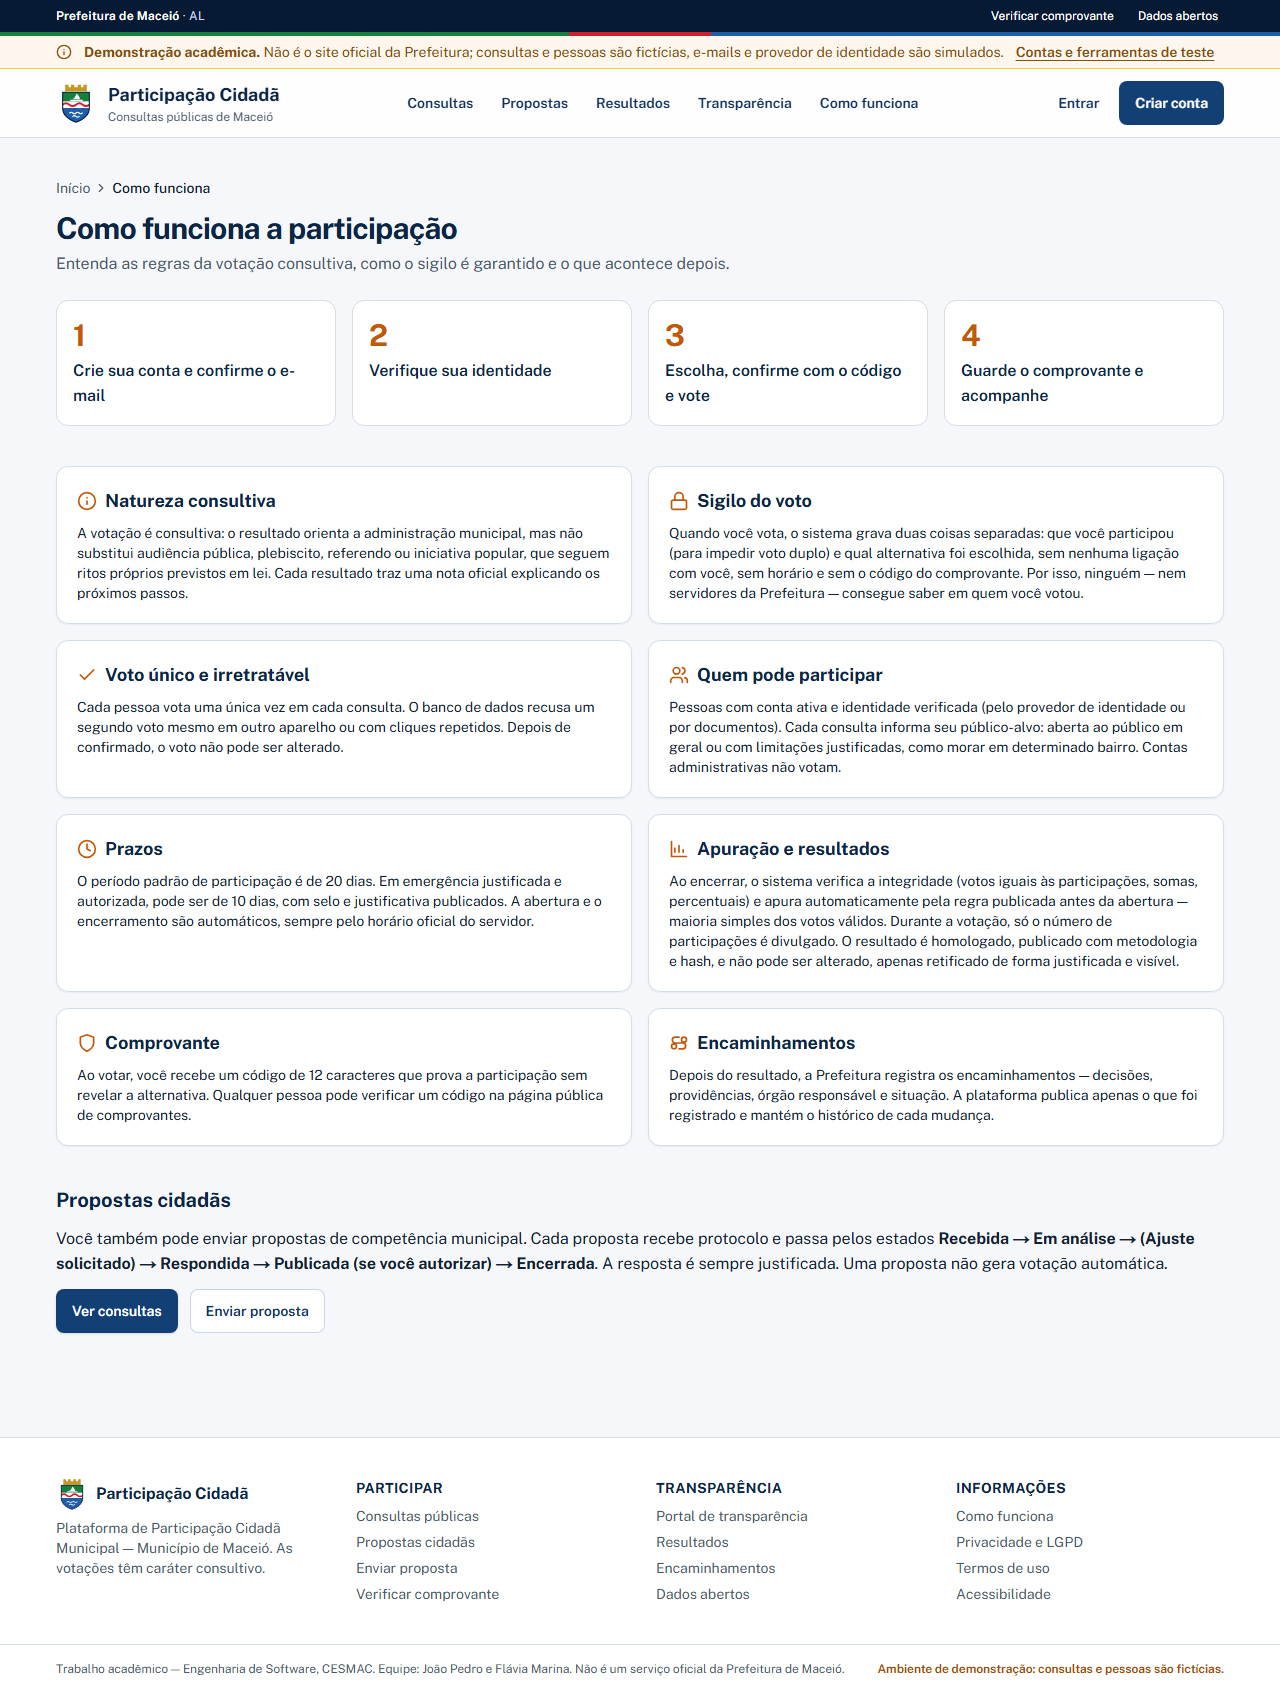 Prefeitura de Maceió · AL
Verificar comprovante
Dados abertos
Demonstração acadêmica. Não é o site oficial da Prefeitura; consultas e pessoas são fictícias, e-mails e provedor de identidade são simulados.
Contas e ferramentas de teste
Participação Cidadã
Consultas públicas de Maceió
Consultas
Propostas
Resultados
Transparência
Como funciona
Entrar
Criar conta
Início > Como funciona
Como funciona a participação
Entenda as regras da votação consultiva, como o sigilo é garantido e o que acontece depois.
1
Crie sua conta e confirme o e-
mail
2
Verifique sua identidade
3
Escolha, confirme com o código
e vote
4
Guarde o comprovante e
acompanhe
Natureza consultiva
A votação é consultiva: o resultado orienta a administração municipal, mas não
substitui audiência pública, plebiscito, referendo ou iniciativa popular, que seguem
ritos próprios previstos em lei. Cada resultado traz uma nota oficial explicando os
próximos passos.
Sigilo do voto
Quando você vota, o sistema grava duas coisas separadas: que você participou
(para impedir voto duplo) e qual alternativa foi escolhida, sem nenhuma ligação
com você, sem horário e sem o código do comprovante. Por isso, ninguém — nem
servidores da Prefeitura — consegue saber em quem você votou.
Voto único e irretratável
Cada pessoa vota uma única vez em cada consulta. O banco de dados recusa um
segundo voto mesmo em outro aparelho ou com cliques repetidos. Depois de
confirmado, o voto não pode ser alterado.
Quem pode participar
Pessoas com conta ativa e identidade verificada (pelo provedor de identidade ou
por documentos). Cada consulta informa seu público-alvo: aberta ao público em
geral ou com limitações justificadas, como morar em determinado bairro. Contas
administrativas não votam.
Prazos
O período padrão de participação é de 20 dias. Em emergência justificada e
autorizada, pode ser de 10 dias, com selo e justificativa publicados. A abertura e o
encerramento são automáticos, sempre pelo horário oficial do servidor.
Apuração e resultados
Ao encerrar, o sistema verifica a integridade (votos iguais às participações, somas,
percentuais) e apura automaticamente pela regra publicada antes da abertura —
maioria simples dos votos válidos. Durante a votação, só o número de
participações é divulgado. O resultado é homologado, publicado com metodologia
e hash, e não pode ser alterado, apenas retificado de forma justificada e visível.
Comprovante
Ao votar, você recebe um código de 12 caracteres que prova a participação sem
revelar a alternativa. Qualquer pessoa pode verificar um código na página pública
de comprovantes.
Encaminhamentos
Depois do resultado, a Prefeitura registra os encaminhamentos — decisões,
providências, órgão responsável e situação. A plataforma publica apenas o que foi
registrado e mantém o histórico de cada mudança.
Propostas cidadãs
Você também pode enviar propostas de competência municipal. Cada proposta recebe protocolo e passa pelos estados Recebida → Em análise → (Ajuste
solicitado) → Respondida → Publicada (se você autorizar) → Encerrada. A resposta é sempre justificada. Uma proposta não gera votação automática.
Ver consultas
Enviar proposta
Participação Cidadã
Plataforma de Participação Cidadã
Municipal — Município de Maceió. As
votações têm caráter consultivo.
PARTICIPAR
Consultas públicas
Propostas cidadãs
Enviar proposta
Verificar comprovante
TRANSPARÊNCIA
Portal de transparência
Resultados
Encaminhamentos
Dados abertos
INFORMAÇÕES
Como funciona
Privacidade e LGPD
Termos de uso
Acessibilidade
Trabalho acadêmico — Engenharia de Software, CESMAC. Equipe: João Pedro e Flávia Marina. Não é um serviço oficial da Prefeitura de Maceió.
Ambiente de demonstração: consultas e pessoas são fictícias.